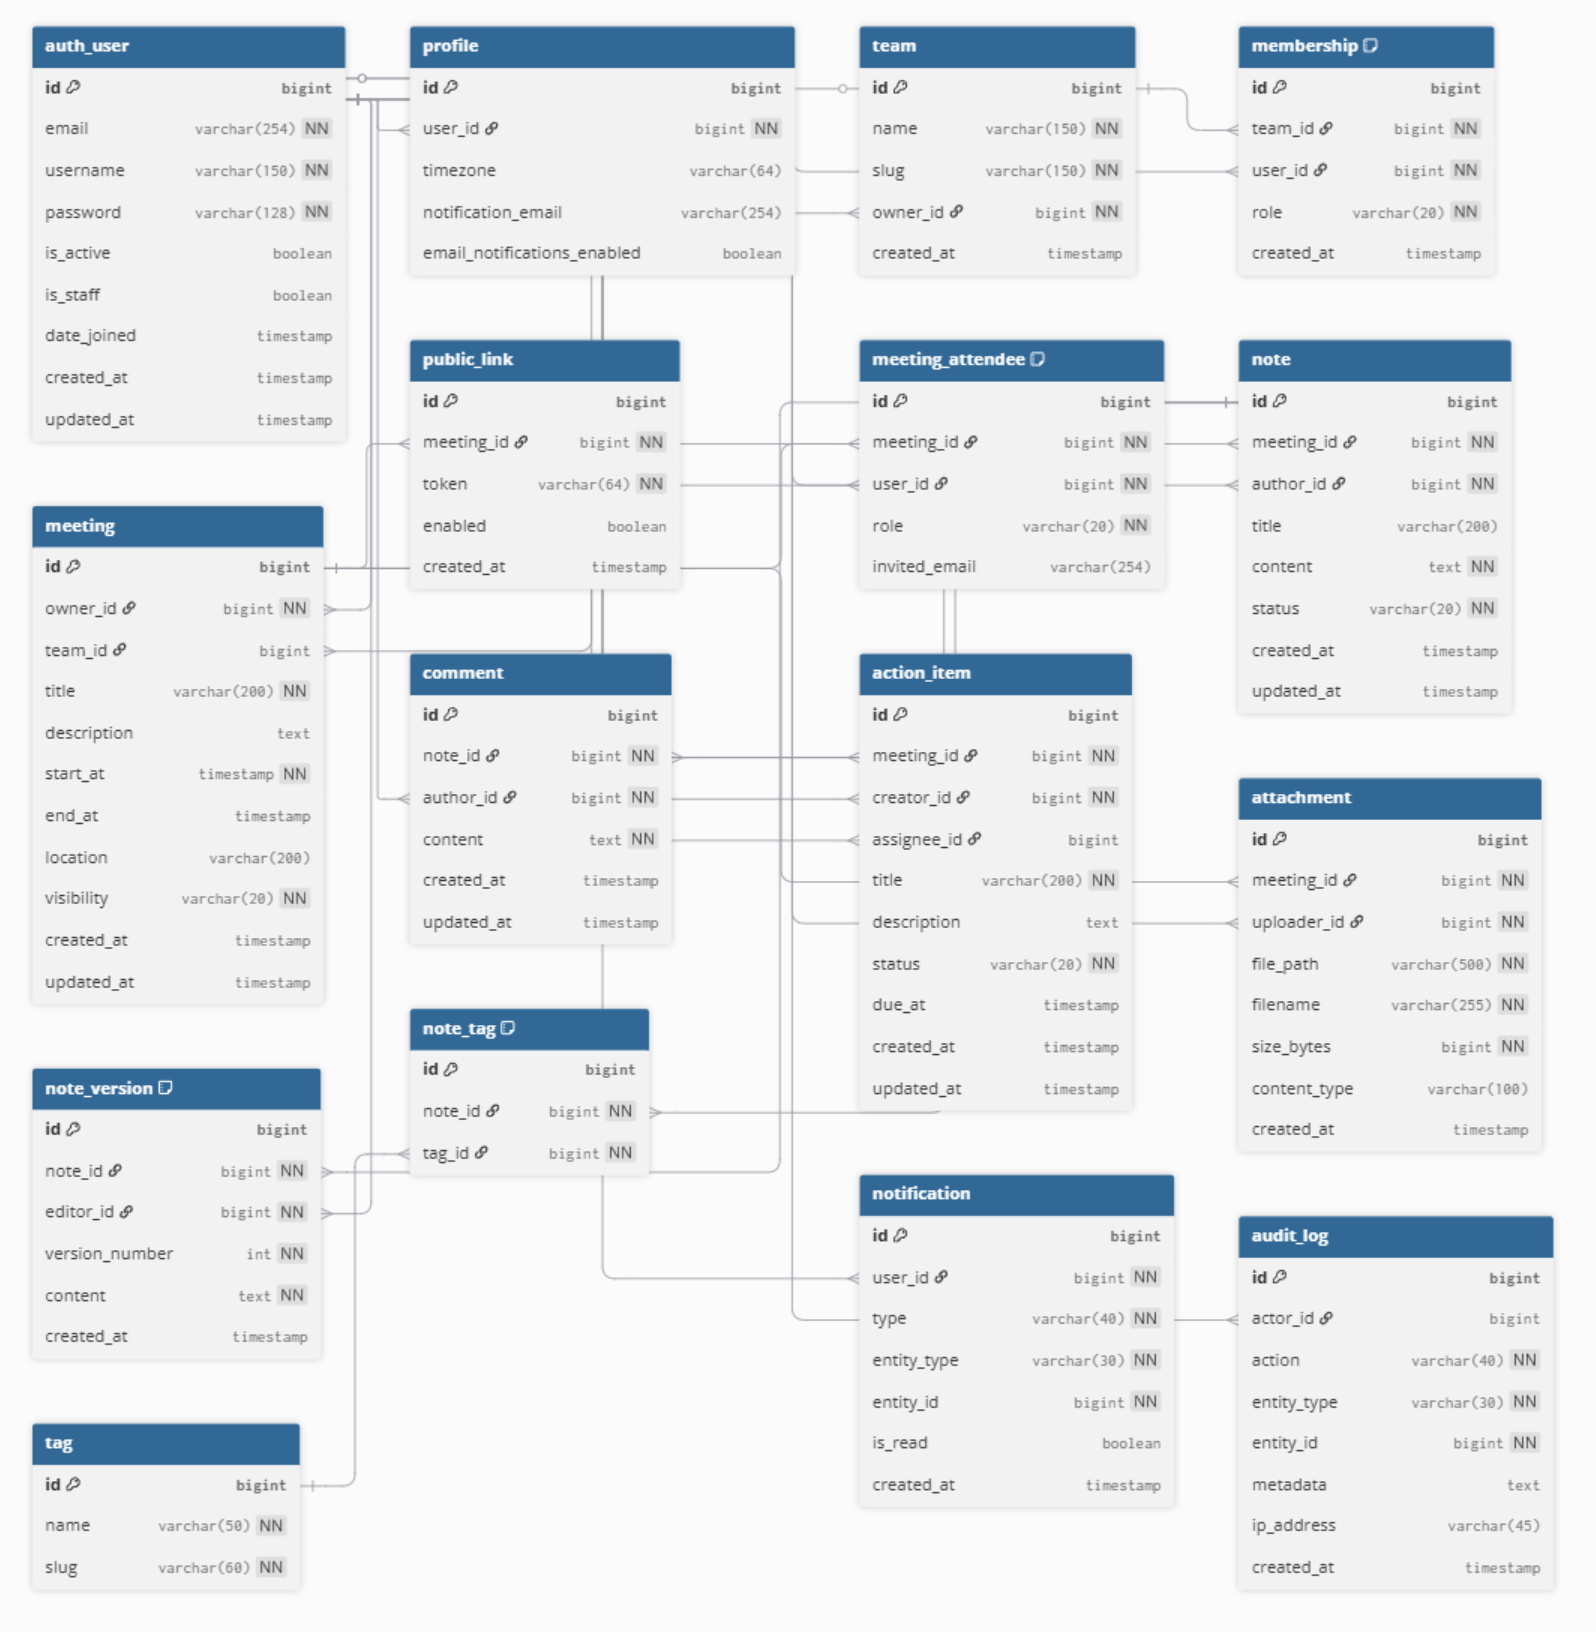 auth_user
id bigint
email varchar(254) NN
username varchar(150) NN
password varchar(128) NN
is_active boolean
is_staff boolean
date_joined timestamp
created_at timestamp
updated_at timestamp
profile
id bigint
user_id bigint NN
timezone varchar(64)
notification_email varchar(254)
email_notifications_enabled boolean
team
id bigint
name varchar(150) NN
slug varchar(150) NN
owner_id bigint NN
created_at timestamp
membership
id bigint
team_id bigint NN
user_id bigint NN
role varchar(20) NN
created_at timestamp
public_link
id bigint
meeting_id bigint NN
token varchar(64) NN
enabled boolean
created_at timestamp
meeting_attendee
id bigint
meeting_id bigint NN
user_id bigint NN
role varchar(20) NN
invited_email varchar(254)
note
id bigint
meeting_id bigint NN
author_id bigint NN
title varchar(200)
content text NN
status varchar(20) NN
created_at timestamp
updated_at timestamp
meeting
id bigint
owner_id bigint NN
team_id bigint
title varchar(200) NN
description text
start_at timestamp NN
end_at timestamp
location varchar(200)
visibility varchar(20) NN
created_at timestamp
updated_at timestamp
comment
id bigint
note_id bigint NN
author_id bigint NN
content text NN
created_at timestamp
updated_at timestamp
action_item
id bigint
meeting_id bigint NN
creator_id bigint NN
assignee_id bigint
title varchar(200) NN
description text
status varchar(20) NN
due_at timestamp
created_at timestamp
updated_at timestamp
attachment
id bigint
meeting_id bigint NN
uploader_id bigint NN
file_path varchar(500) NN
filename varchar(255) NN
size_bytes bigint NN
content_type varchar(100)
created_at timestamp
note_tag
id bigint
note_id bigint NN
tag_id bigint NN
note_version
id bigint
note_id bigint NN
editor_id bigint NN
version_number int NN
content text NN
created_at timestamp
notification
id bigint
user_id bigint NN
type varchar(40) NN
entity_type varchar(30) NN
entity_id bigint NN
is_read boolean
created_at timestamp
audit_log
id bigint
actor_id bigint
action varchar(40) NN
entity_type varchar(30) NN
entity_id bigint NN
metadata text
ip_address varchar(45)
created_at timestamp
tag
id bigint
name varchar(50) NN
slug varchar(60) NN